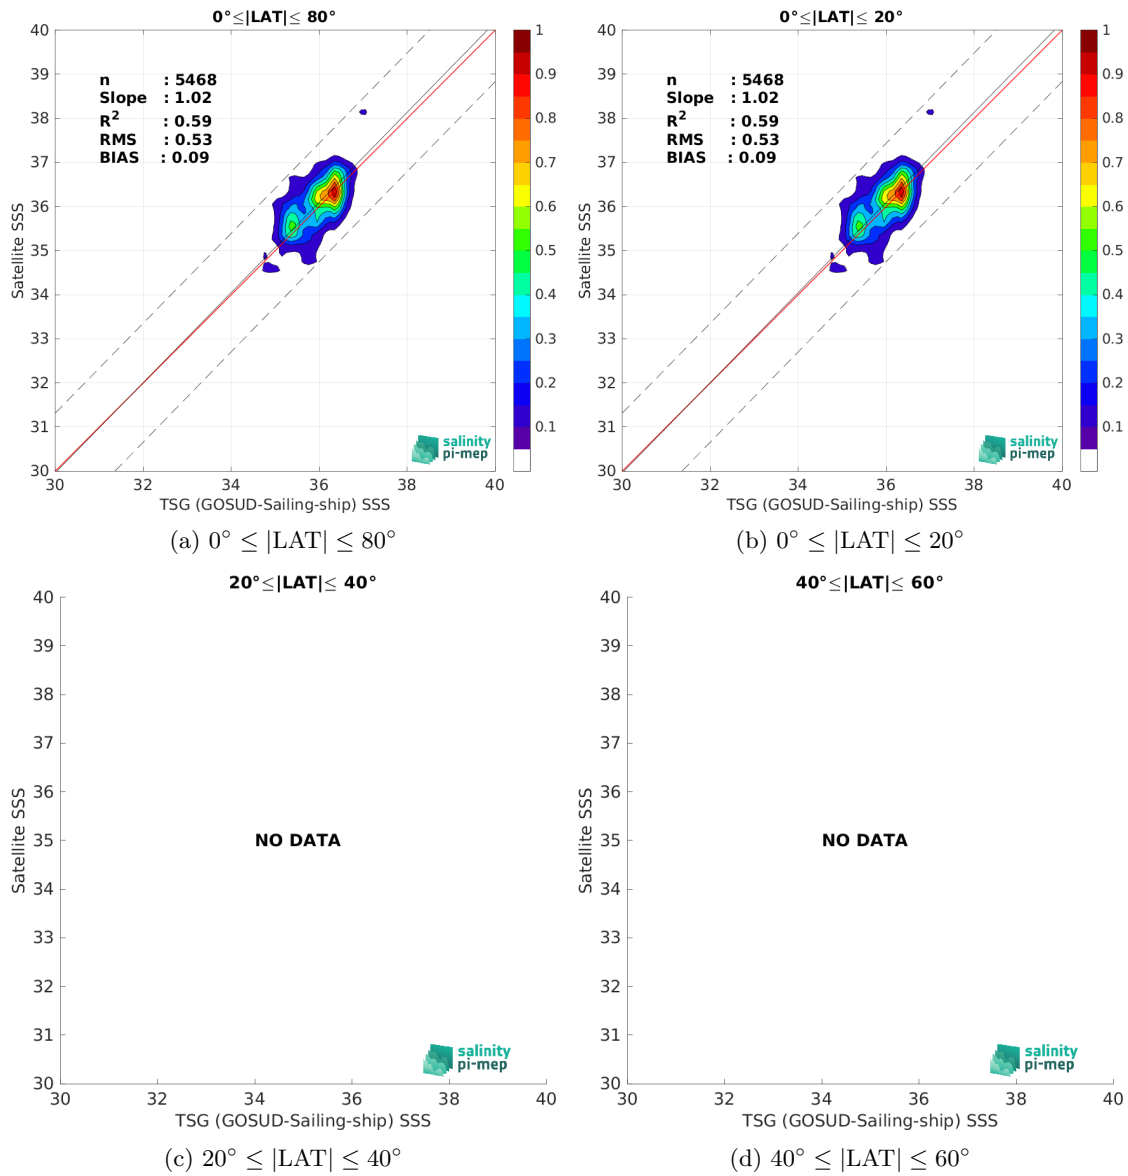 0°≤|LAT|≤ 80°
40
39
38
37
36
35
34
33
32
31
30
Satellite SSS
n : 5468
Slope : 1.02
R² : 0.59
RMS : 0.53
BIAS : 0.09
1
0.9
0.8
0.7
0.6
0.5
0.4
0.3
0.2
0.1
salinity
pi-mep
30 32 34 36 38 40
TSG (GOSUD-Sailing-ship) SSS
(a) 0° ≤ |LAT| ≤ 80°
0°≤|LAT|≤ 20°
40
39
38
37
36
35
34
33
32
31
30
Satellite SSS
n : 5468
Slope : 1.02
R² : 0.59
RMS : 0.53
BIAS : 0.09
1
0.9
0.8
0.7
0.6
0.5
0.4
0.3
0.2
0.1
salinity
pi-mep
30 32 34 36 38 40
TSG (GOSUD-Sailing-ship) SSS
(b) 0° ≤ |LAT| ≤ 20°
20°≤|LAT|≤ 40°
40
39
38
37
36
35
34
33
32
31
30
Satellite SSS
NO DATA
salinity
pi-mep
30 32 34 36 38 40
TSG (GOSUD-Sailing-ship) SSS
(c) 20° ≤ |LAT| ≤ 40°
40°≤|LAT|≤ 60°
40
39
38
37
36
35
34
33
32
31
30
Satellite SSS
NO DATA
salinity
pi-mep
30 32 34 36 38 40
TSG (GOSUD-Sailing-ship) SSS
(d) 40° ≤ |LAT| ≤ 60°